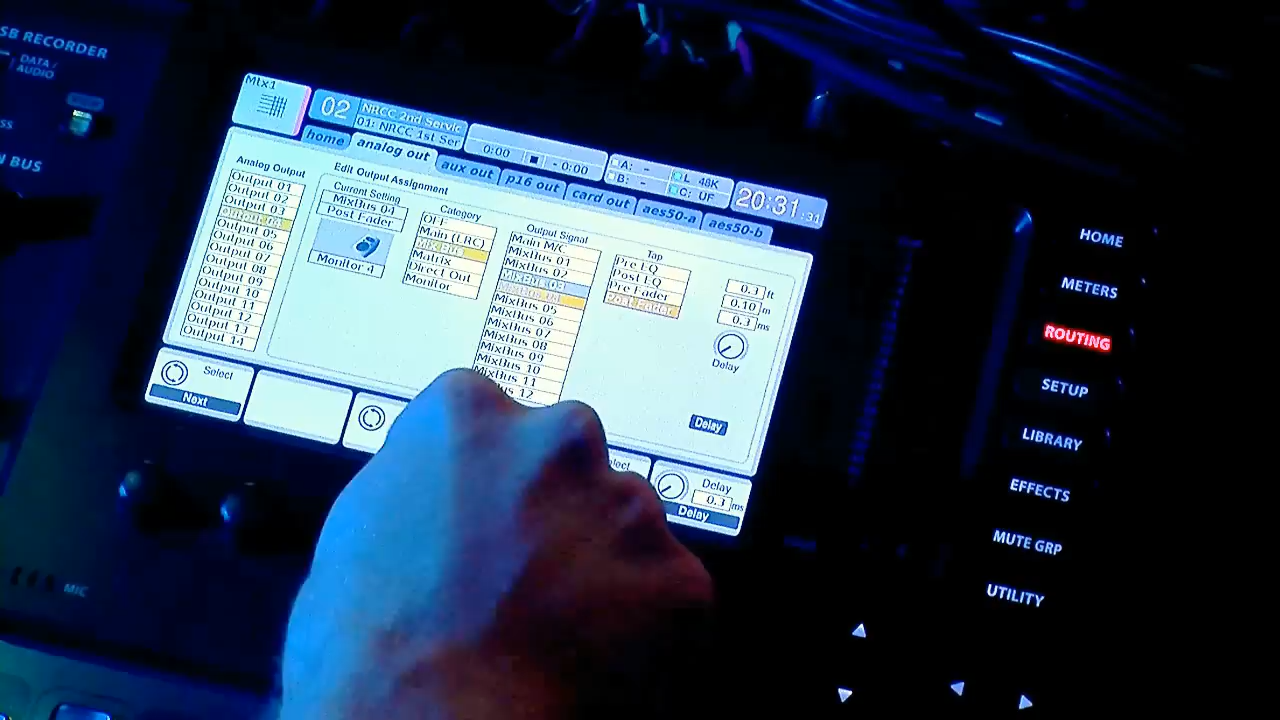 SB RECORDER
DATA /
AUDIO
N BUS
MIC
Mtx1
02
NRCC 2nd Servic
01: NRCC 1st Ser
0:00
- 0:00
A: -
B: -
L 48K
C: UF
20:31:31
home
analog out
aux out
p16 out
card out
aes50-a
aes50-b
Analog Output
Output 01
Output 02
Output 03
Output 05
Output 06
Output 07
Output 08
Output 09
Output 10
Output 11
Output 12
Output 13
Output 14
Edit Output Assignment
Current Setting
MixBus 04
Post Fader
Monitor 4
Category
OFF
Main (LRC)
Matrix
Direct Out
Monitor
Output Signal
Main M/C
MixBus 01
MixBus 02
MixBus 03
MixBus 05
MixBus 06
MixBus 07
MixBus 08
MixBus 09
MixBus 10
MixBus 11
12
Tap
Pre EQ
Post EQ
Pre Fader
Post Fader
0.3 ft
0.10 m
0.3 ms
Delay
Delay
Select
Next
elect
Delay
0.3 ms
Delay
HOME
METERS
ROUTING
SETUP
LIBRARY
EFFECTS
MUTE GRP
UTILITY